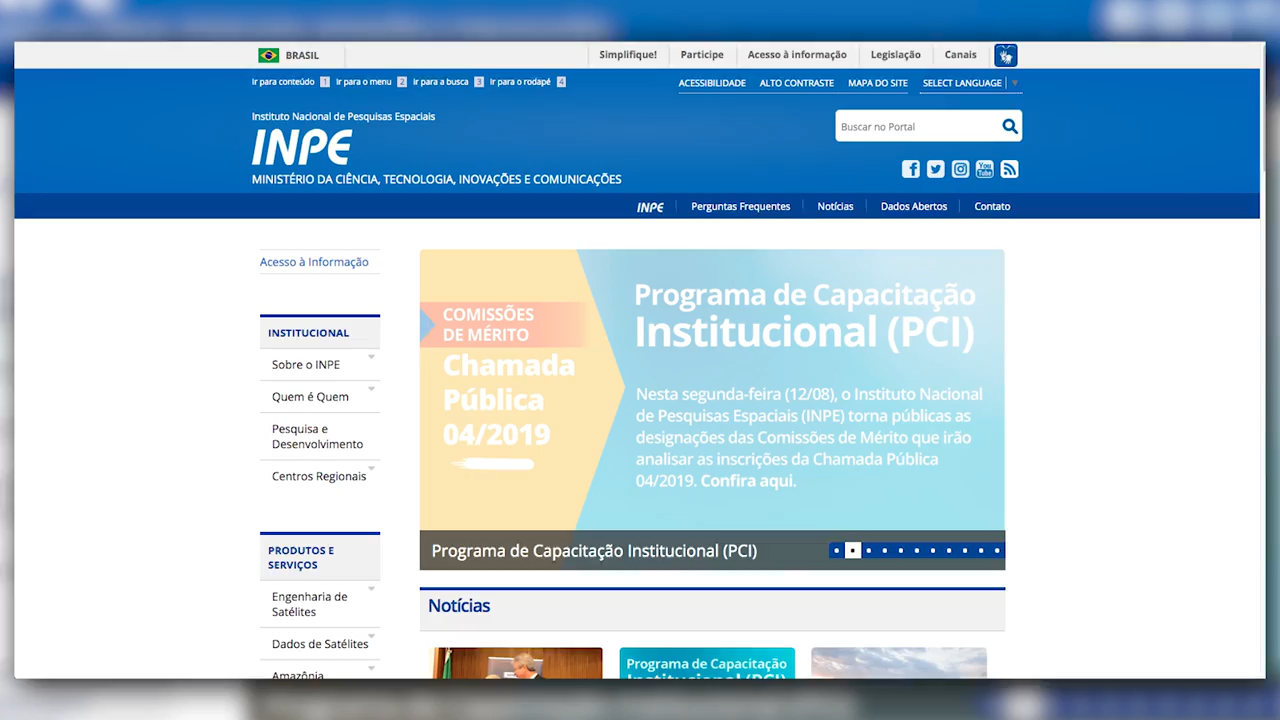 BRASIL
Simplifique! Participe Acesso à informação Legislação Canais
Ir para conteúdo 1 Ir para o menu 2 Ir para a busca 3 Ir para o rodapé 4
ACESSIBILIDADE ALTO CONTRASTE MAPA DO SITE SELECT LANGUAGE
Instituto Nacional de Pesquisas Espaciais
INPE
MINISTÉRIO DA CIÊNCIA, TECNOLOGIA, INOVAÇÕES E COMUNICAÇÕES
Buscar no Portal
You Tube
INPE Perguntas Frequentes Notícias Dados Abertos Contato
Acesso à Informação
INSTITUCIONAL
Sobre o INPE
Quem é Quem
Pesquisa e
Desenvolvimento
Centros Regionais
PRODUTOS E
SERVIÇOS
Engenharia de
Satélites
Dados de Satélites
Amazônia
COMISSÕES
DE MÉRITO
Chamada
Pública
04/2019
Programa de Capacitação
Institucional (PCI)
Nesta segunda-feira (12/08), o Instituto Nacional
de Pesquisas Espaciais (INPE) torna públicas as
designações das Comissões de Mérito que irão
analisar as inscrições da Chamada Pública
04/2019. Confira aqui.
Programa de Capacitação Institucional (PCI)
Notícias
Programa de Capacitação
Institucional (PCI)